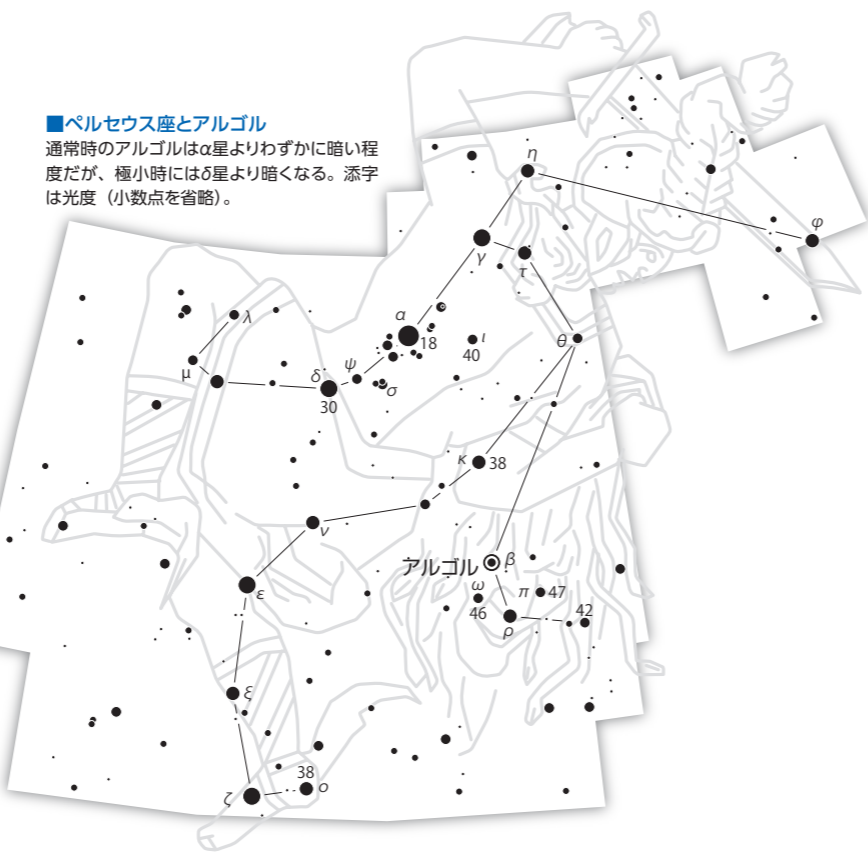 ■ペルセウス座とアルゴル
通常時のアルゴルはα星よりわずかに暗い程
度だが、極小時にはδ星より暗くなる。添字
は光度（小数点を省略）。
η
φ
γ
τ
α
18
λ
ι
40
θ
μ
δ
ψ
σ
30
κ
38
ν
アルゴル
β
ε
ω
46
π
47
42
ρ
ξ
38
ζ
ο